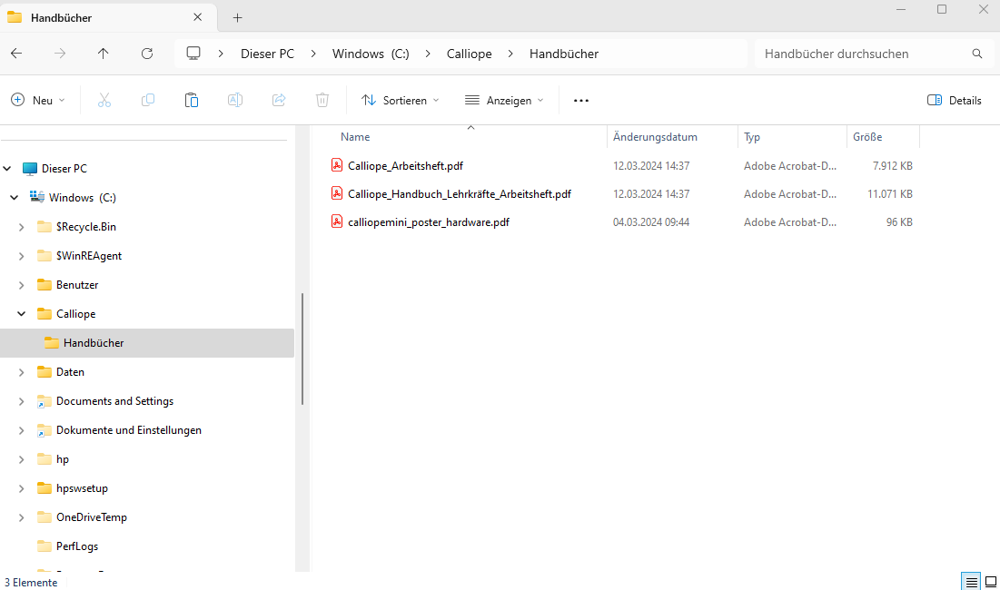 Handbücher
Dieser PC Windows (C:) Calliope Handbücher
Handbücher durchsuchen
Neu Sortieren Anzeigen Details
Name Änderungsdatum Typ Größe
Calliope_Arbeitsheft.pdf 12.03.2024 14:37 Adobe Acrobat-D... 7.912 KB
Calliope_Handbuch_Lehrkräfte_Arbeitsheft.pdf 12.03.2024 14:37 Adobe Acrobat-D... 11.071 KB
calliopemini_poster_hardware.pdf 04.03.2024 09:44 Adobe Acrobat-D... 96 KB
Dieser PC
Windows (C:)
$Recycle.Bin
$WinREAgent
Benutzer
Calliope
Handbücher
Daten
Documents and Settings
Dokumente und Einstellungen
hp
hpswsetup
OneDriveTemp
PerfLogs
3 Elemente